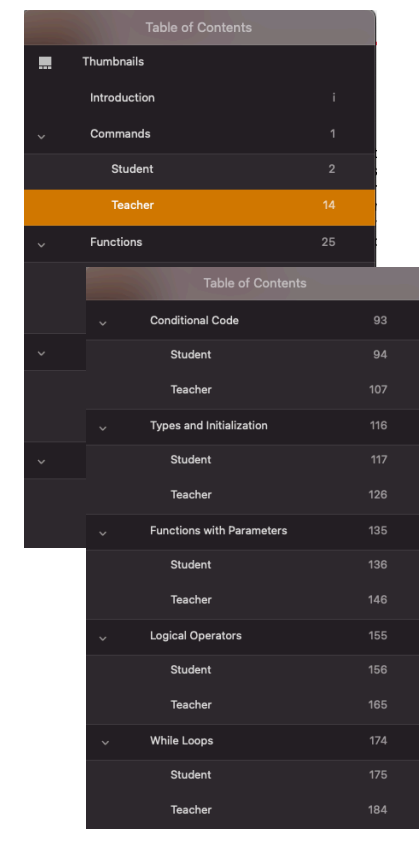 Table of Contents
Thumbnails
Introduction i
Commands 1
Student 2
Teacher 14
Functions 25
Table of Contents
Conditional Code 93
Student 94
Teacher 107
Types and Initialization 116
Student 117
Teacher 126
Functions with Parameters 135
Student 136
Teacher 146
Logical Operators 155
Student 156
Teacher 165
While Loops 174
Student 175
Teacher 184